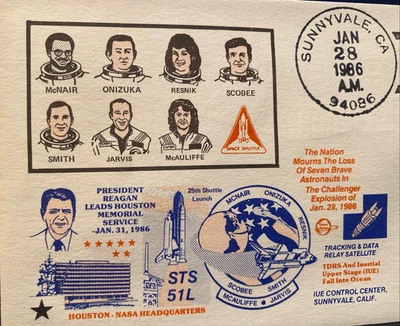 McNAIR ONIZUKA RESNIK SCOBEE
SMITH JARVIS McAULIFFE
SPACE SHUTTLE
SUNNYVALE, CA
JAN
28
1986
A.M.
94086
The Nation
Mourns The Loss
Of Seven Brave
Astronauts In
The Challenger
Explosion of
Jan. 28, 1986
PRESIDENT
REAGAN
LEADS HOUSTON
MEMORIAL
SERVICE
-JAN. 31, 1986
25th Shuttle
Launch
McNAIR ONIZUKA RESNIK
SCOBEE SMITH
McAULIFFE JARVIS
STS
51L
HOUSTON - NASA HEADQUARTERS
TRACKING & DATA
RELAY SATELLITE
TDRS And Inertial
Upper Stage (IUE)
Fall Into Ocean
IUE CONTROL CENTER,
SUNNYVALE, CALIF.